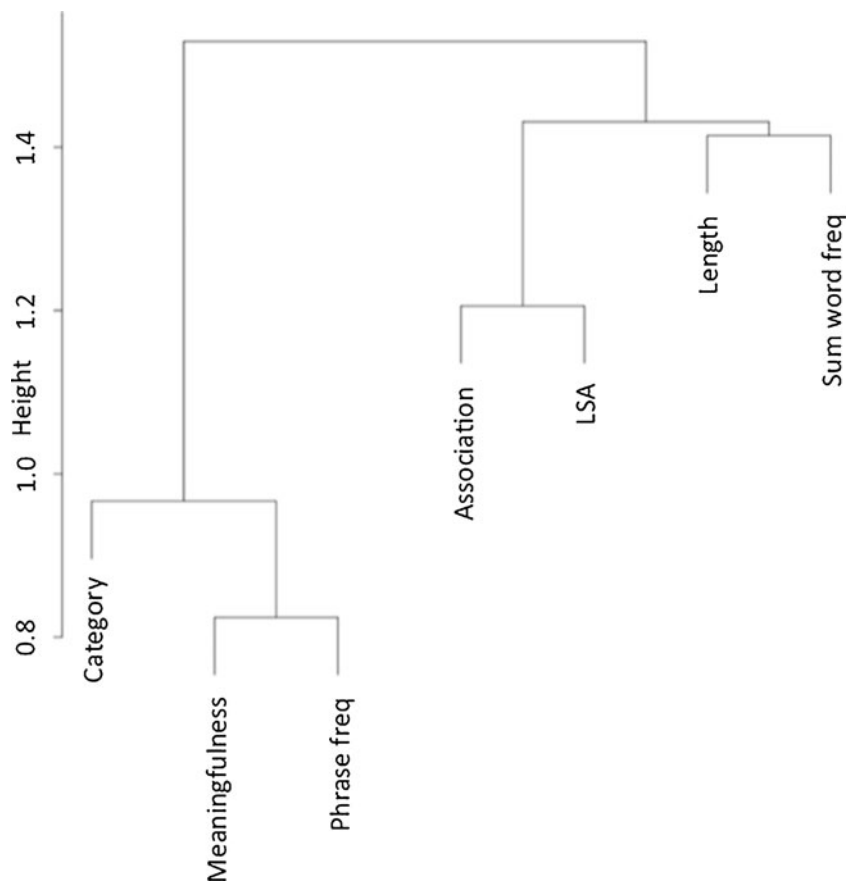 1.4
1.2
1.0
0.8
Height
Category
Meaningfulness
Phrase freq
Association
LSA
Length
Sum word freq